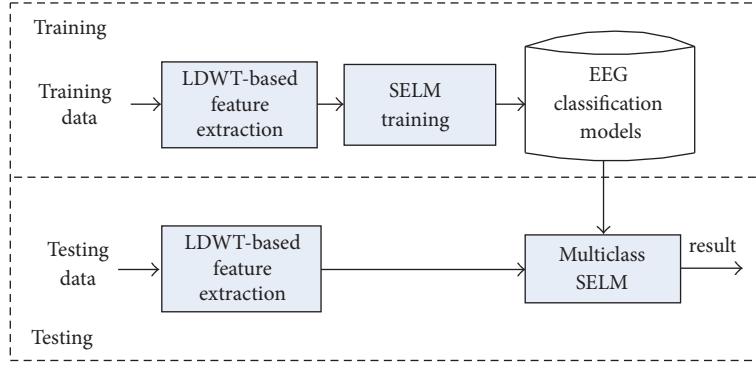 Training
Training
data
LDWT-based
feature
extraction
SELM
training
EEG
classification
models
Testing
data
LDWT-based
feature
extraction
Multiclass
SELM
result
Testing